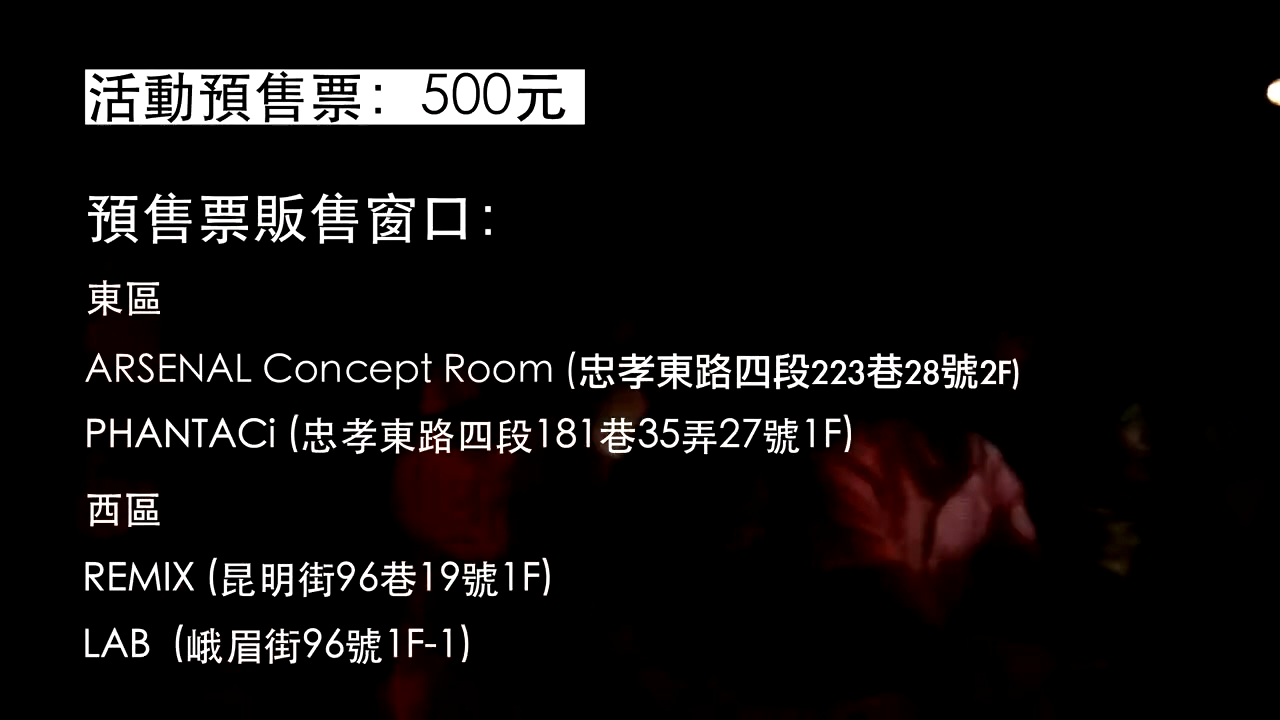 活動預售票： 500元
預售票販售窗口：
東區
ARSENAL Concept Room (忠孝東路四段223巷28號2F)
PHANTACi (忠孝東路四段181巷35弄27號1F)
西區
REMIX (昆明街96巷19號1F)
LAB (峨眉街96號1F-1)